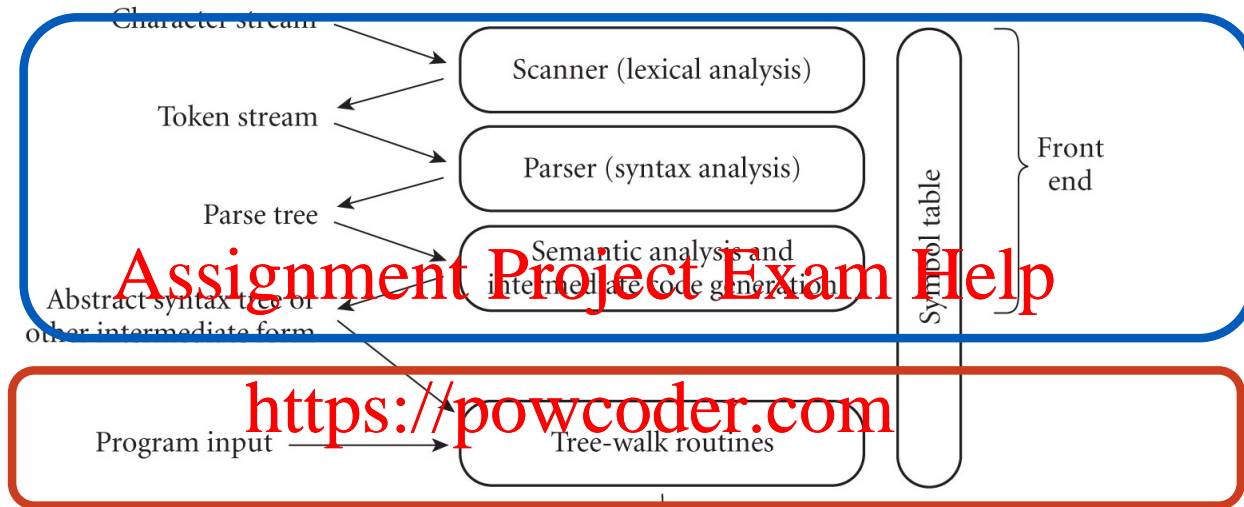 Character stream
Scanner (lexical analysis)
Token stream
Parser (syntax analysis)
Parse tree
Semantic analysis and
intermediate code generation
Abstract syntax tree or
other intermediate form
Program input
Tree-walk routines
Symbol table
Front
end
Assignment Project Exam Help
https://powcoder.com